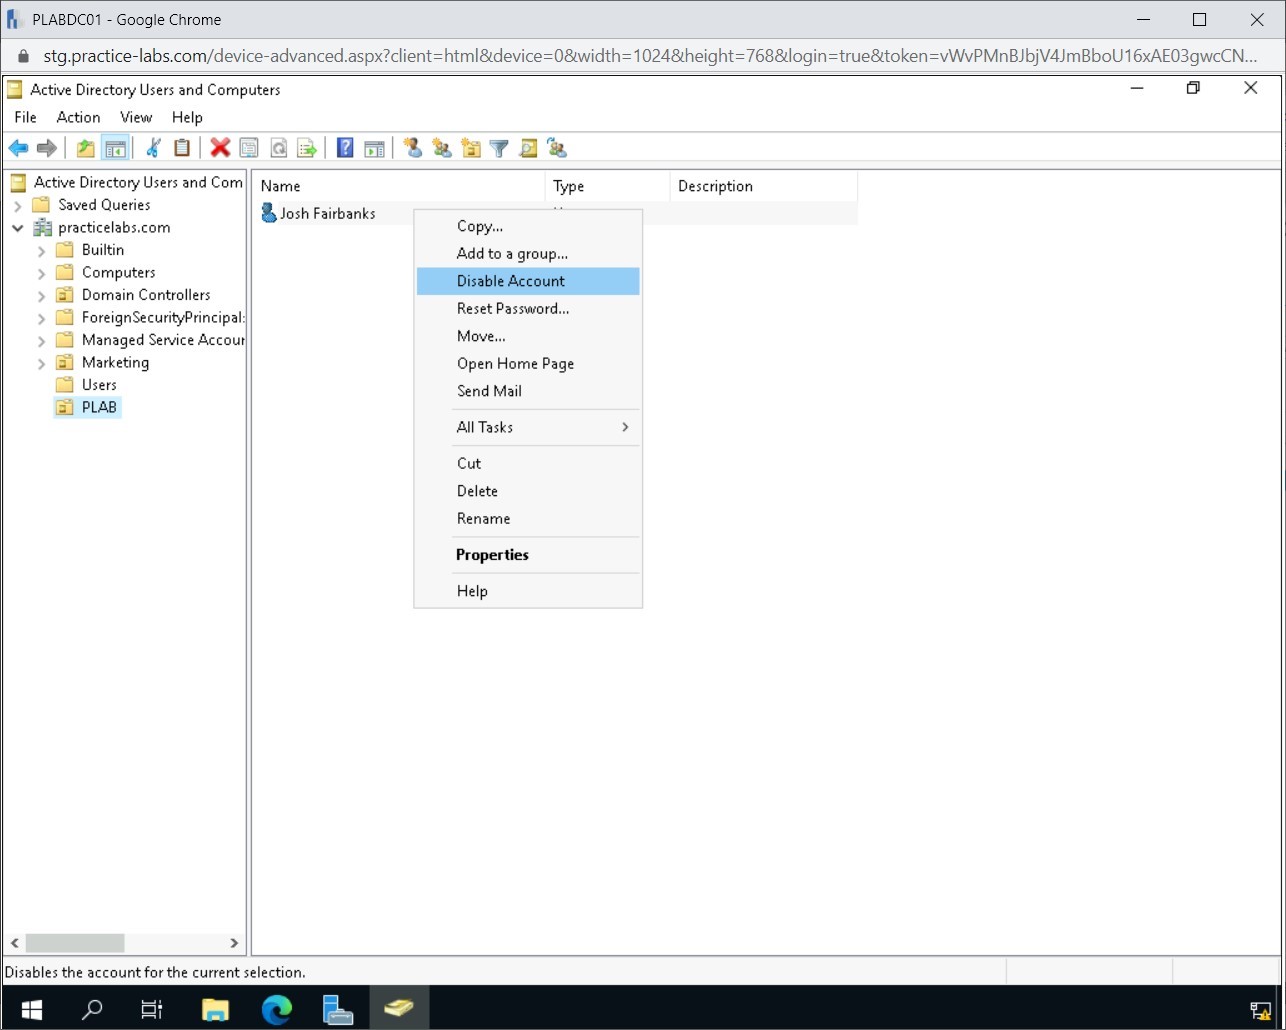 PLABDC01 - Google Chrome
stg.practice-labs.com/device-advanced.aspx?client=html&device=0&width=1024&height=768&login=true&token=vWvPMnBJbjV4JmBboU16xAE03gwcCN...
Active Directory Users and Computers
File Action View Help
Active Directory Users and Com
Saved Queries
practicelabs.com
Builtin
Computers
Domain Controllers
ForeignSecurityPrincipal:
Managed Service Accour
Marketing
Users
PLAB
Name Type Description
Josh Fairbanks
Copy...
Add to a group...
Disable Account
Reset Password...
Move...
Open Home Page
Send Mail
All Tasks
Cut
Delete
Rename
Properties
Help
Disables the account for the current selection.